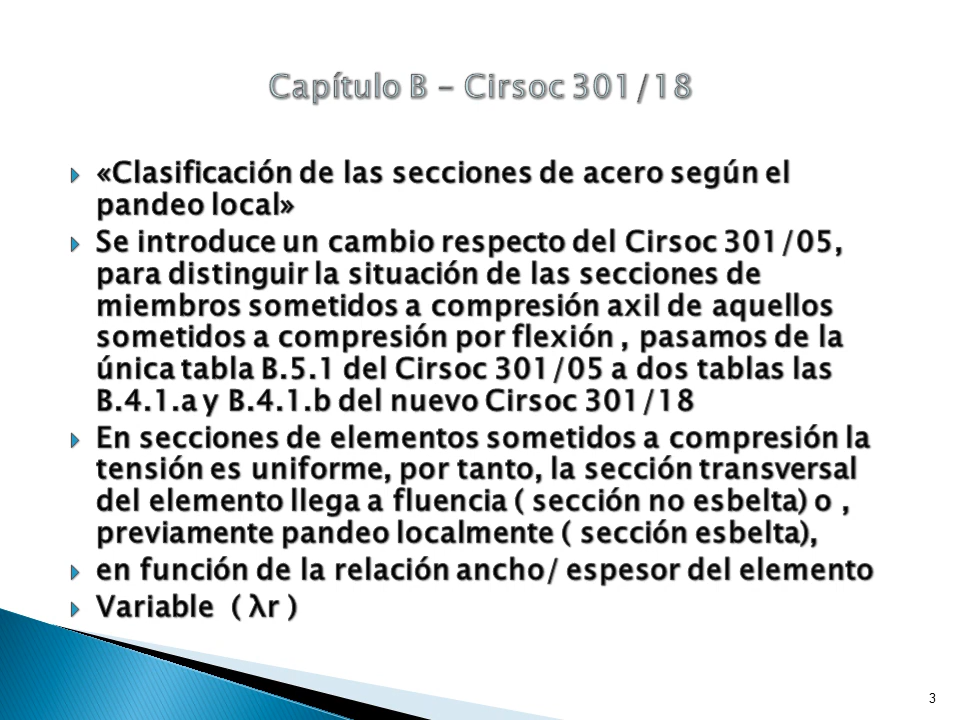 Capítulo B – Cirsoc 301/18
«Clasificación de las secciones de acero según el
pandeo local»
Se introduce un cambio respecto del Cirsoc 301/05,
para distinguir la situación de las secciones de
miembros sometidos a compresión axil de aquellos
sometidos a compresión por flexión , pasamos de la
única tabla B.5.1 del Cirsoc 301/05 a dos tablas las
B.4.1.a y B.4.1.b del nuevo Cirsoc 301/18
En secciones de elementos sometidos a compresión la
tensión es uniforme, por tanto, la sección transversal
del elemento llega a fluencia ( sección no esbelta) o ,
previamente pandeo localmente ( sección esbelta),
en función de la relación ancho/ espesor del elemento
Variable ( λr )
3